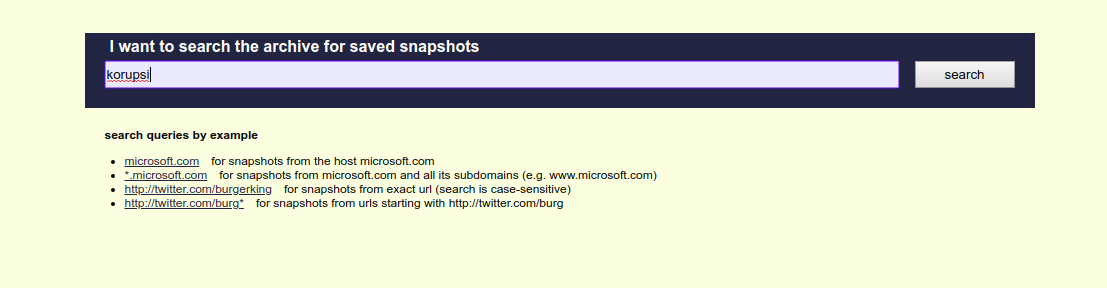 I want to search the archive for saved snapshots
korupsi search
search queries by example
microsoft.com for snapshots from the host microsoft.com
*.microsoft.com for snapshots from microsoft.com and all its subdomains (e.g. www.microsoft.com)
http://twitter.com/burgerking for snapshots from exact url (search is case-sensitive)
http://twitter.com/burg* for snapshots from urls starting with http://twitter.com/burg